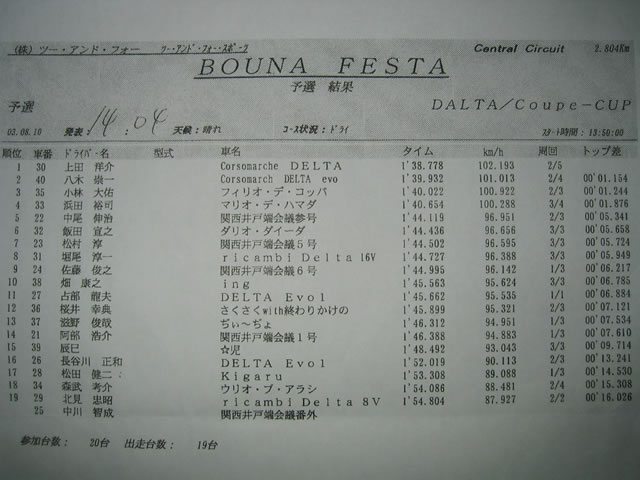 (株)ツー・アンド・フォー ツー・アンド・フォー・スポーツ Central Circuit 2.804Km
BOUNA FESTA
予選 結果
予選 DALTA/Coupe-CUP
03.08.10 発表: 14:04 天候:晴れ コース状況:ドライ スタート時間:13:50:00
順位 車番 ドライバー名 型式 車名 タイム km/h 周回 トップ差
1 30 上田 洋介 Corsomarche DELTA 1'38.778 102.193 2/5
2 40 八木 崇一 Corsomarch DELTA evo 1'39.932 101.013 2/4 00'01.154
3 35 小林 大佑 フィリオ・デ・コッパ 1'40.022 100.922 2/3 00'01.244
4 33 浜田 裕司 マリオ・デ・ハマダ 1'40.654 100.288 3/4 00'01.876
5 22 中尾 伸治 関西井戸端会議参号 1'44.119 96.951 2/3 00'05.341
6 32 飯田 宣之 ダリオ・ダイーダ 1'44.436 96.656 3/3 00'05.658
7 23 松村 淳 関西井戸端会議5号 1'44.502 96.595 3/3 00'05.724
8 31 堀尾 淳一 ricambi Delta 16V 1'44.727 96.388 3/3 00'05.949
9 24 佐藤 俊之 関西井戸端会議6号 1'44.995 96.142 1/3 00'06.217
10 38 畑 康之 ing 1'45.563 95.624 3/3 00'06.785
11 27 占部 龍夫 DELTA Evo1 1'45.662 95.535 1/1 00'06.884
12 36 桜井 幸典 さくさくwith終わりかけの 1'45.899 95.321 2/3 00'07.121
13 37 滋野 俊哉 ぢぃ〜ぢょ 1'46.312 94.951 1/3 00'07.534
14 21 阿部 浩介 関西井戸端会議1号 1'46.388 94.883 1/3 00'07.610
15 39 辰巳 ☆児 1'48.492 93.043 3/3 00'09.714
16 26 長谷川 正和 DELTA Evo1 1'52.019 90.113 2/3 00'13.241
17 28 松田 健二 Kigaru 1'53.308 89.088 1/3 00'14.530
18 34 森武 考介 ウリオ・ブ・アラシ 1'54.086 88.481 2/4 00'15.308
19 29 北見 忠昭 ricambi Delta 8V 1'54.804 87.927 2/2 00'16.026
25 中川 智成 関西井戸端会議番外
参加台数: 20台 出走台数: 19台